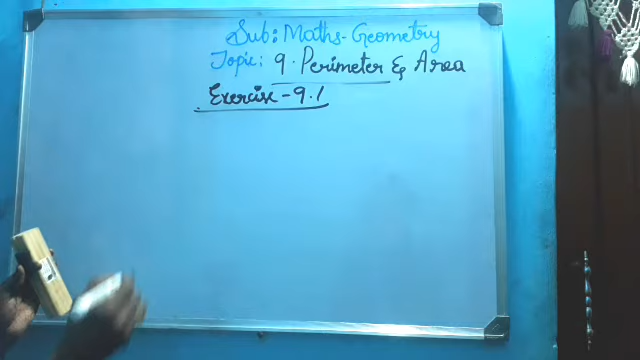 Sub: Maths-Geometry
Topic: 9. Perimeter & Area
Exercise-9.1